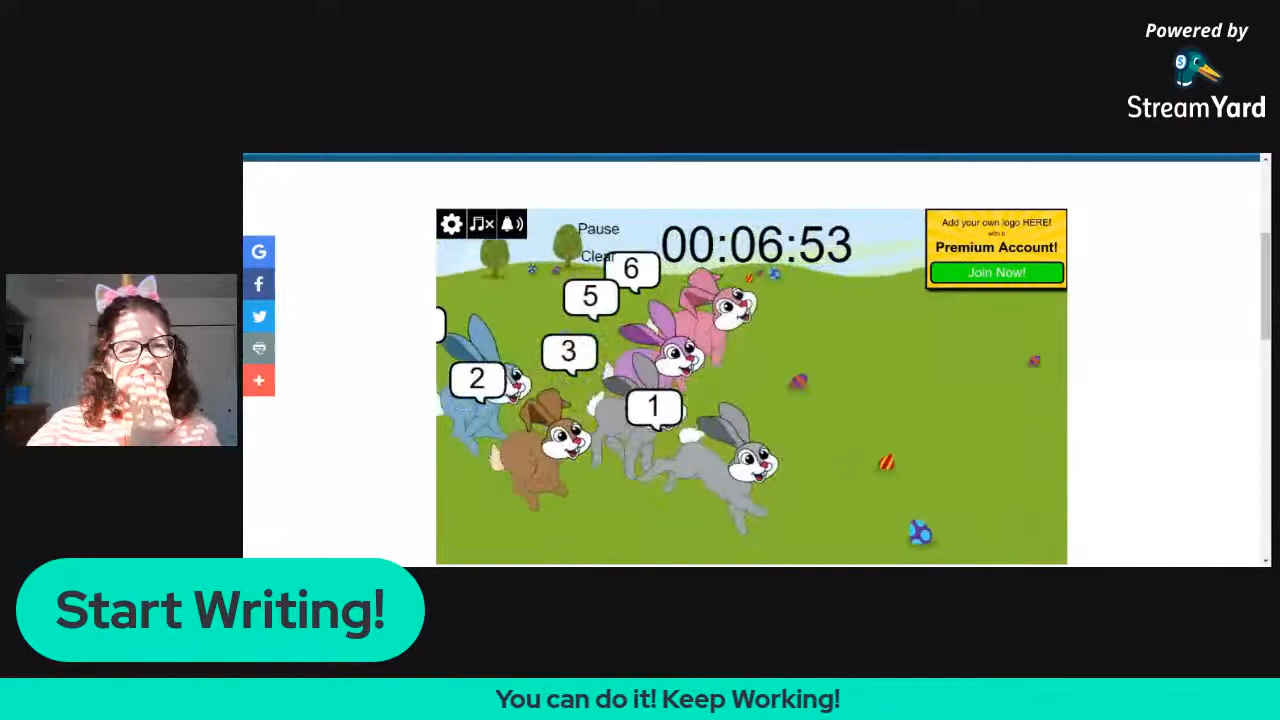 Powered by
StreamYard
Pause
Clear
00:06:53
Add your own logo HERE!
with a
Premium Account!
Join Now!
6
5
3
2
1
G
f
+
Start Writing!
You can do it! Keep Working!